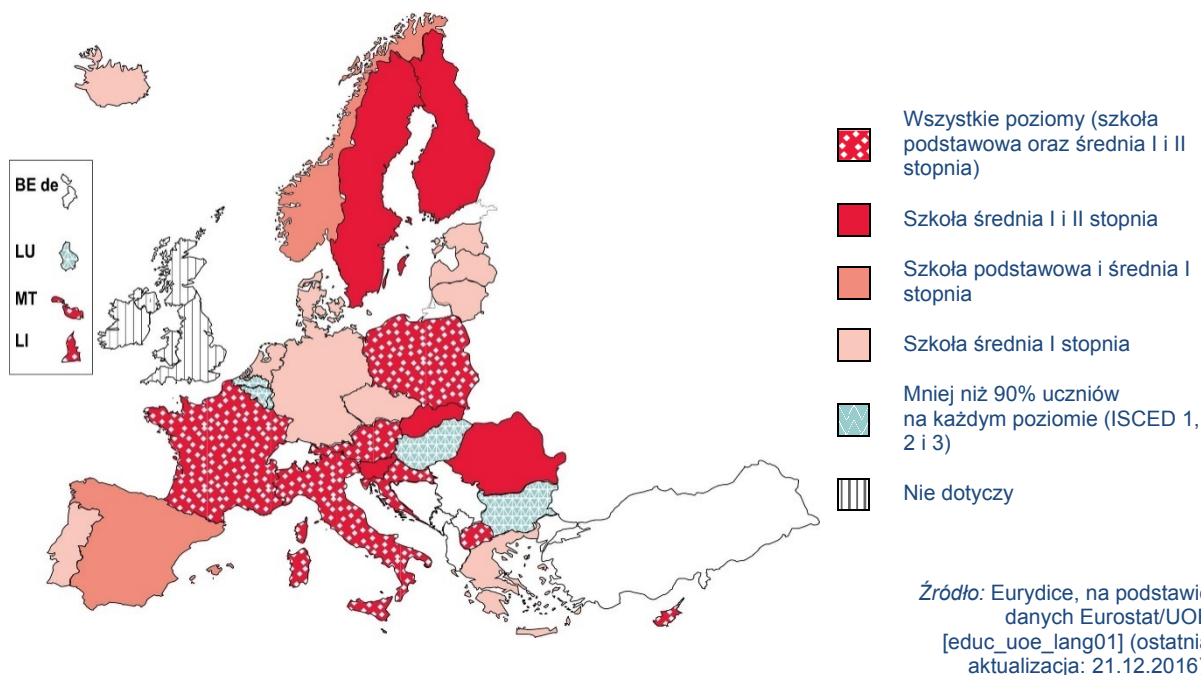 BE de
LU
MT
LI
Wszystkie poziomy (szkoła
podstawowa oraz średnia I i II
stopnia)
Szkoła średnia I i II stopnia
Szkoła podstawowa i średnia I
stopnia
Szkoła średnia I stopnia
Mniej niż 90% uczniów
na każdym poziomie (ISCED 1,
2 i 3)
Nie dotyczy
Źródło: Eurydice, na podstawie
danych Eurostat/UOE
[educ_uoe_lang01] (ostatnia
aktualizacja: 21.12.2016)